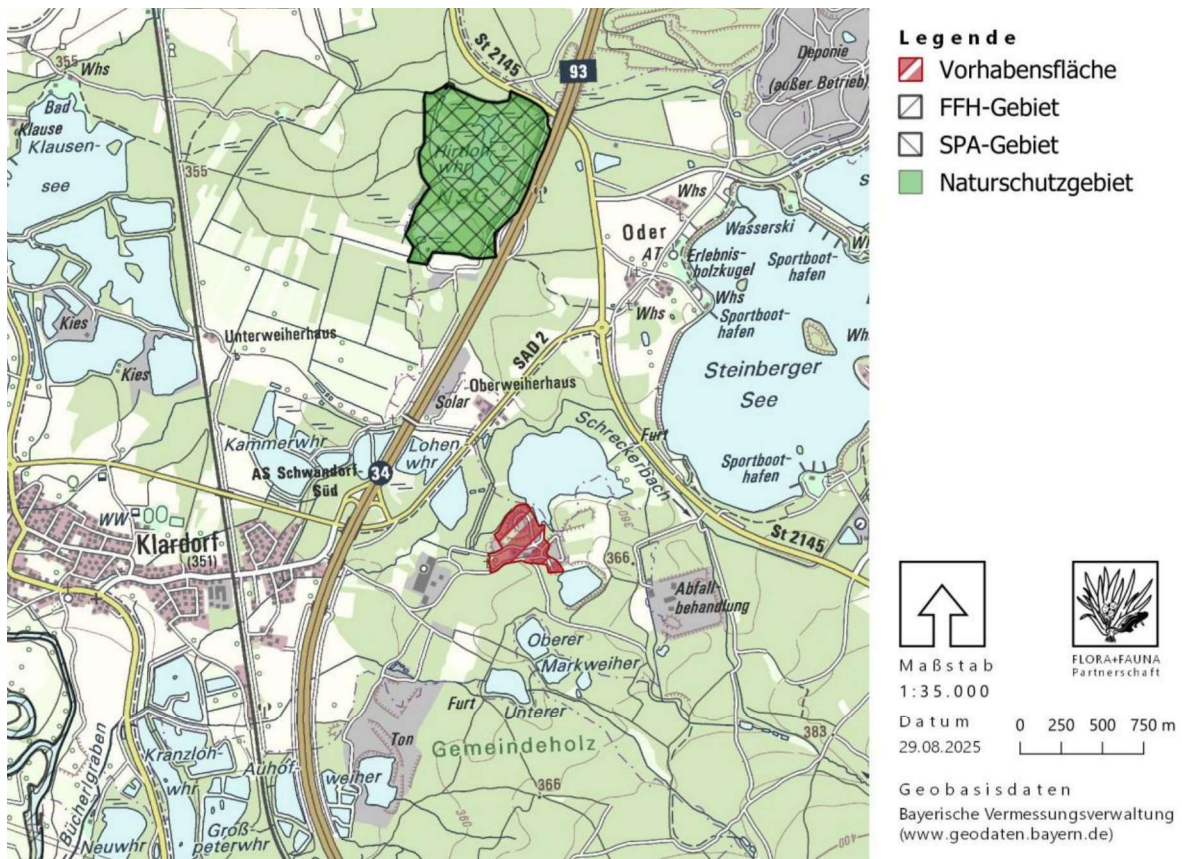 355
Whs
Bad
Klause
Klausen-
see
355
St 2145
93
Deponie
(außer Betrieb)
Hirtlohwhr
NSG
Whs
Oder
AT
Erlebnis-
holzkugel
Wasserski
Sportboot-
hafen
Whs
Sportboot-
hafen
Whs
Kies
Kies
Unterweiherhaus
SAD 2
Oberweiherhaus
Solar
Steinberger
See
Kammerwhr
Lohen
whr
AS Schwandorf-
Süd
34
Schreckerbach
Furt
Sportboot-
hafen
St 2145
WW
Klardorf
(351)
380
366
Abfall-
behandlung
Oberer
Markweiher
Furt
Unterer
Ton
Gemeindeholz
383
366
400
Büchertgraben
Kranzloh-
whr
Auhof-
weiher
Groß-
peterwhr
Neuwhr
Legende
Vorhabensfläche
FFH-Gebiet
SPA-Gebiet
Naturschutzgebiet
Maßstab
1:35.000
FLORA+FAUNA
Partnerschaft
Datum
29.08.2025
0 250 500 750 m
Geobasisdaten
Bayerische Vermessungsverwaltung
(www.geodaten.bayern.de)